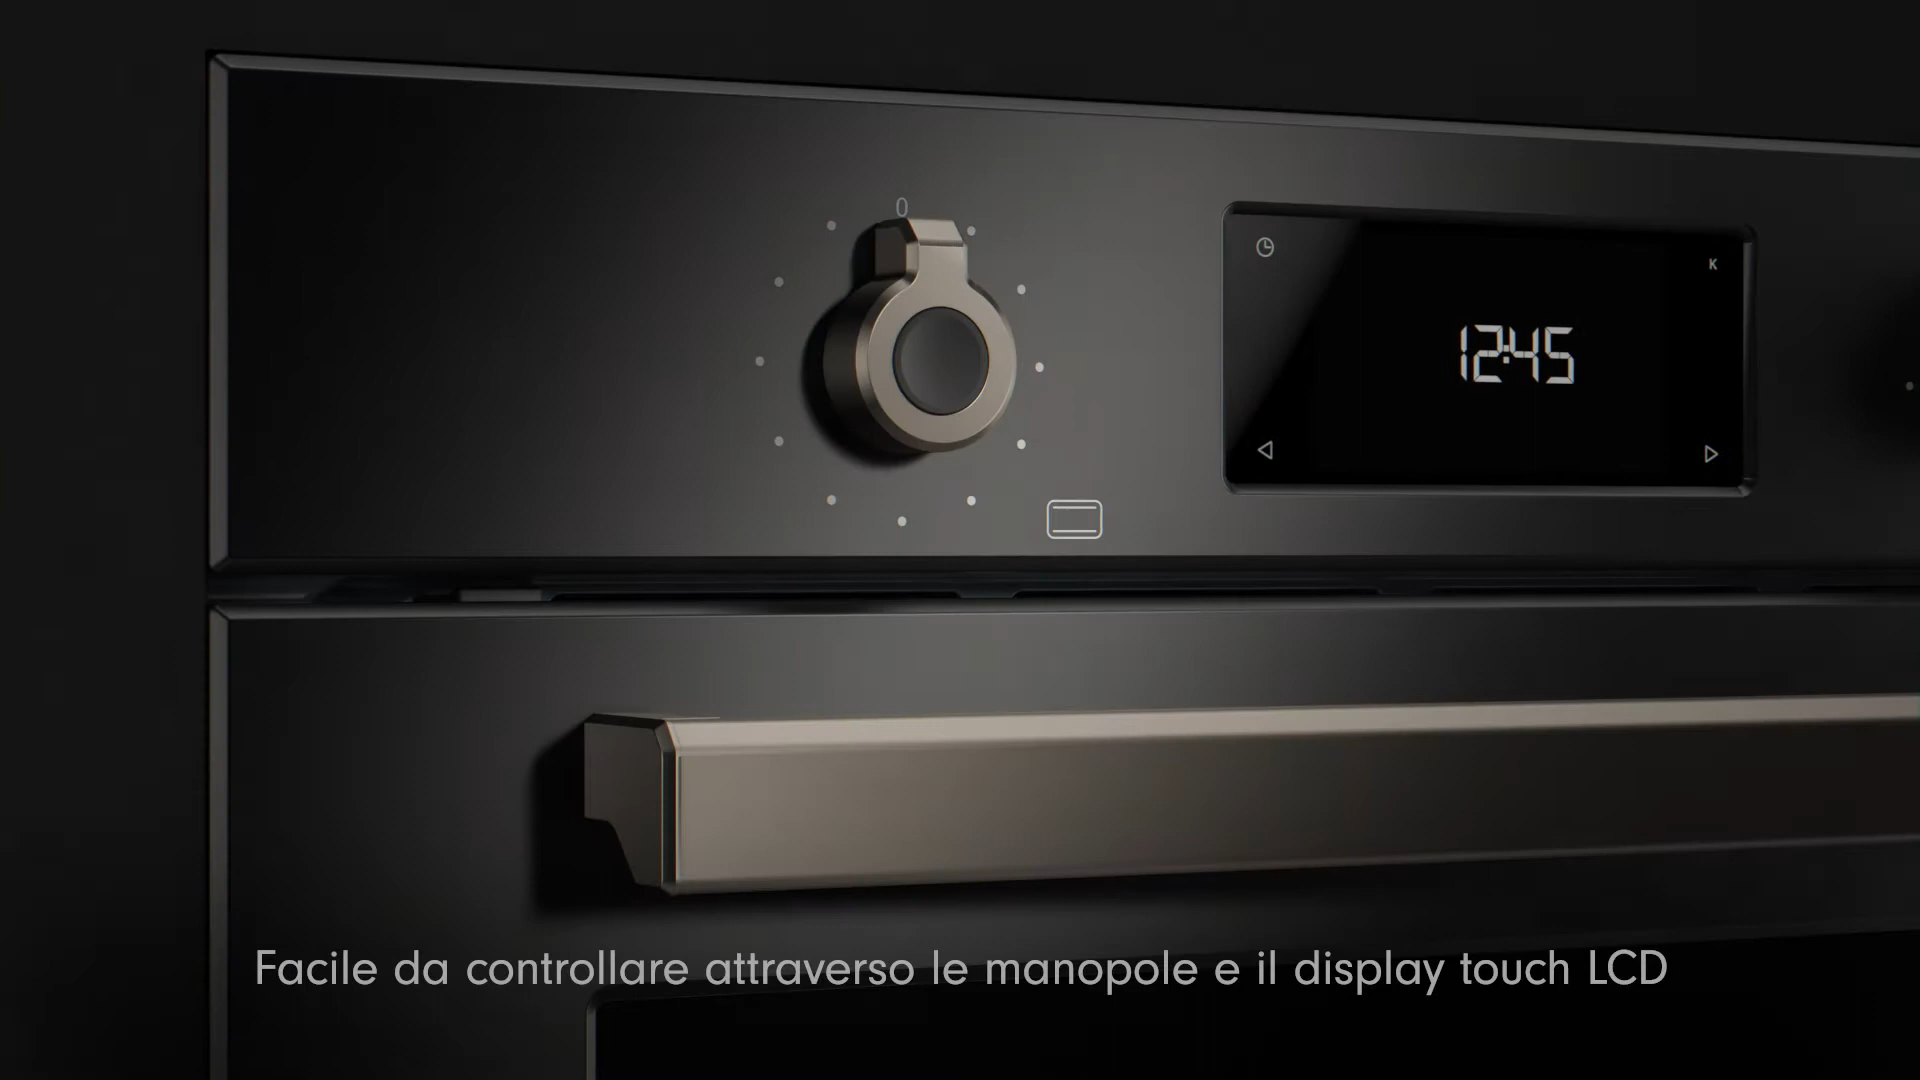 0
K
12:45
Facile da controllare attraverso le manopole e il display touch LCD